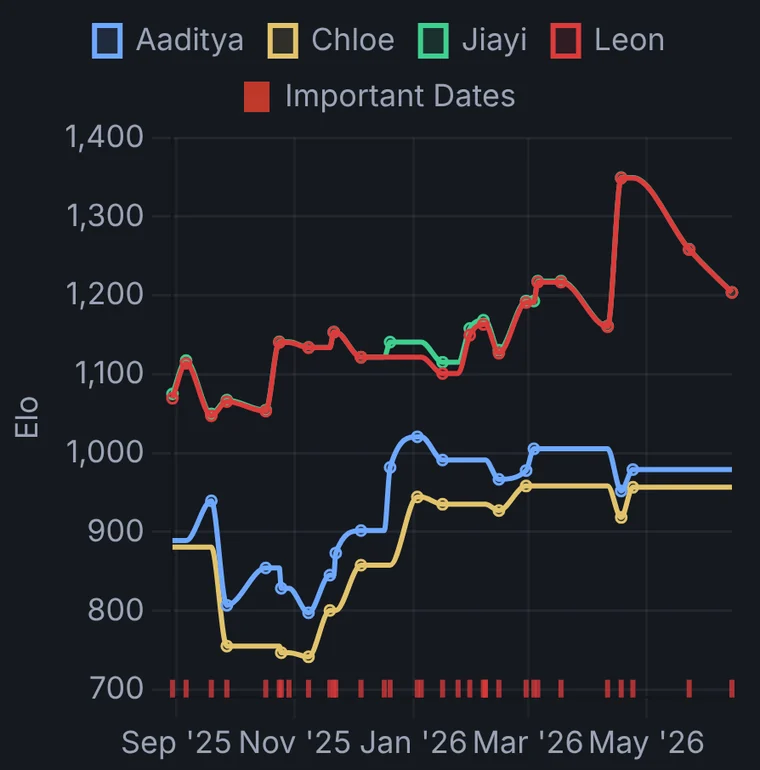 Aaditya Chloe Jiayi Leon
Important Dates
1,400
1,300
1,200
1,100
1,000
900
800
700
Elo
Sep '25 Nov '25 Jan '26 Mar '26 May '26